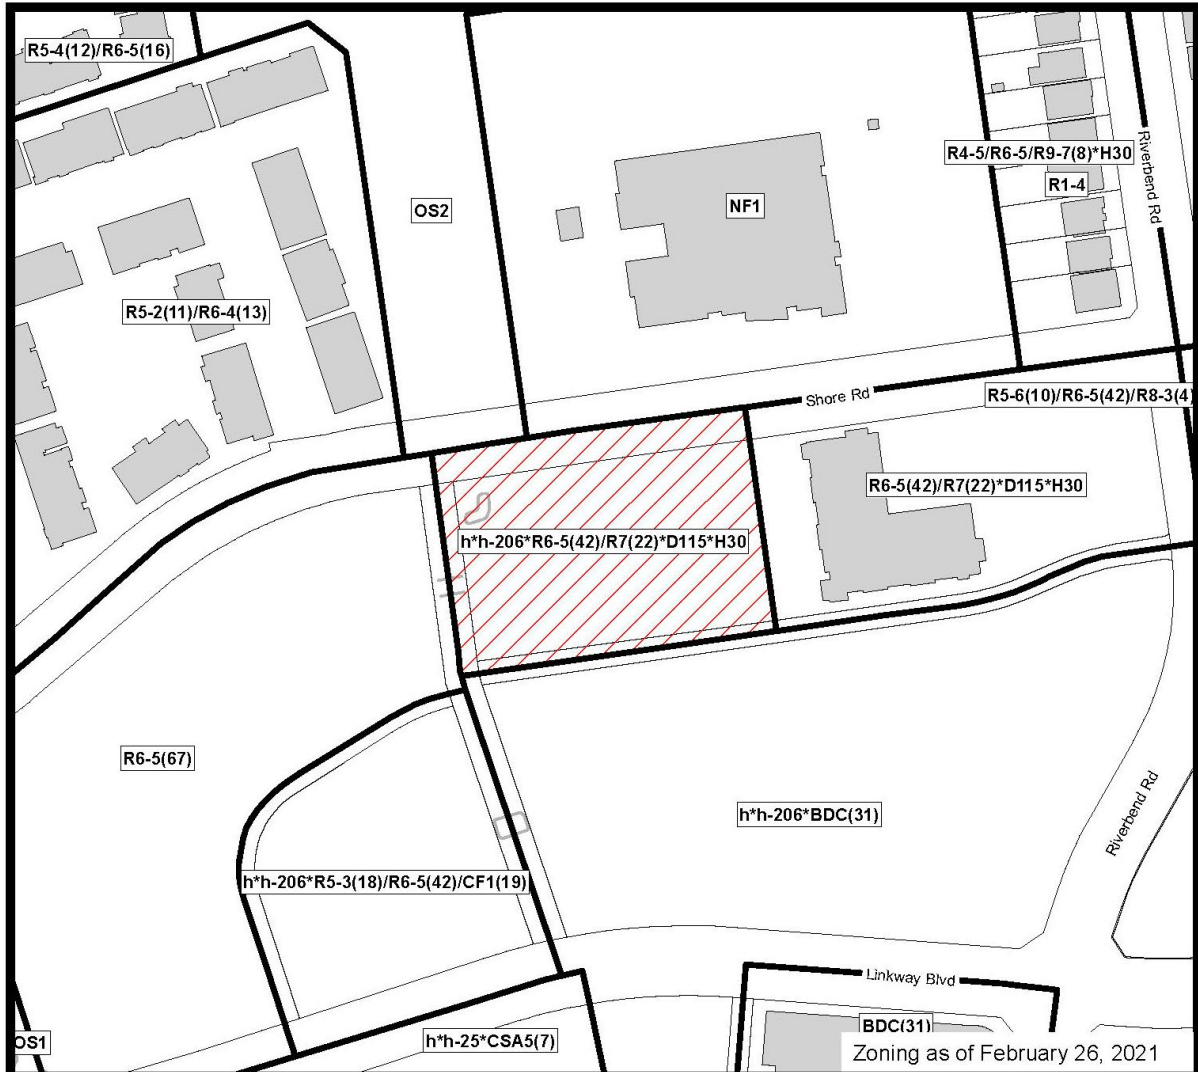 R5-4(12)/R6-5(16)
R4-5/R6-5/R9-7(8)*H30
R1-4
Riverbend Rd
OS2
NF1
R5-2(11)/R6-4(13)
Shore Rd
R5-6(10)/R6-5(42)/R8-3(4)
R6-5(42)/R7(22)*D115*H30
h*h-206*R6-5(42)/R7(22)*D115*H30
R6-5(67)
h*h-206*BDC(31)
Riverbend Rd
h*h-206*R5-3(18)/R6-5(42)/CF1(19)
Linkway Blvd
OS1
h*h-25*CSA5(7)
BDC(31)
Zoning as of February 26, 2021